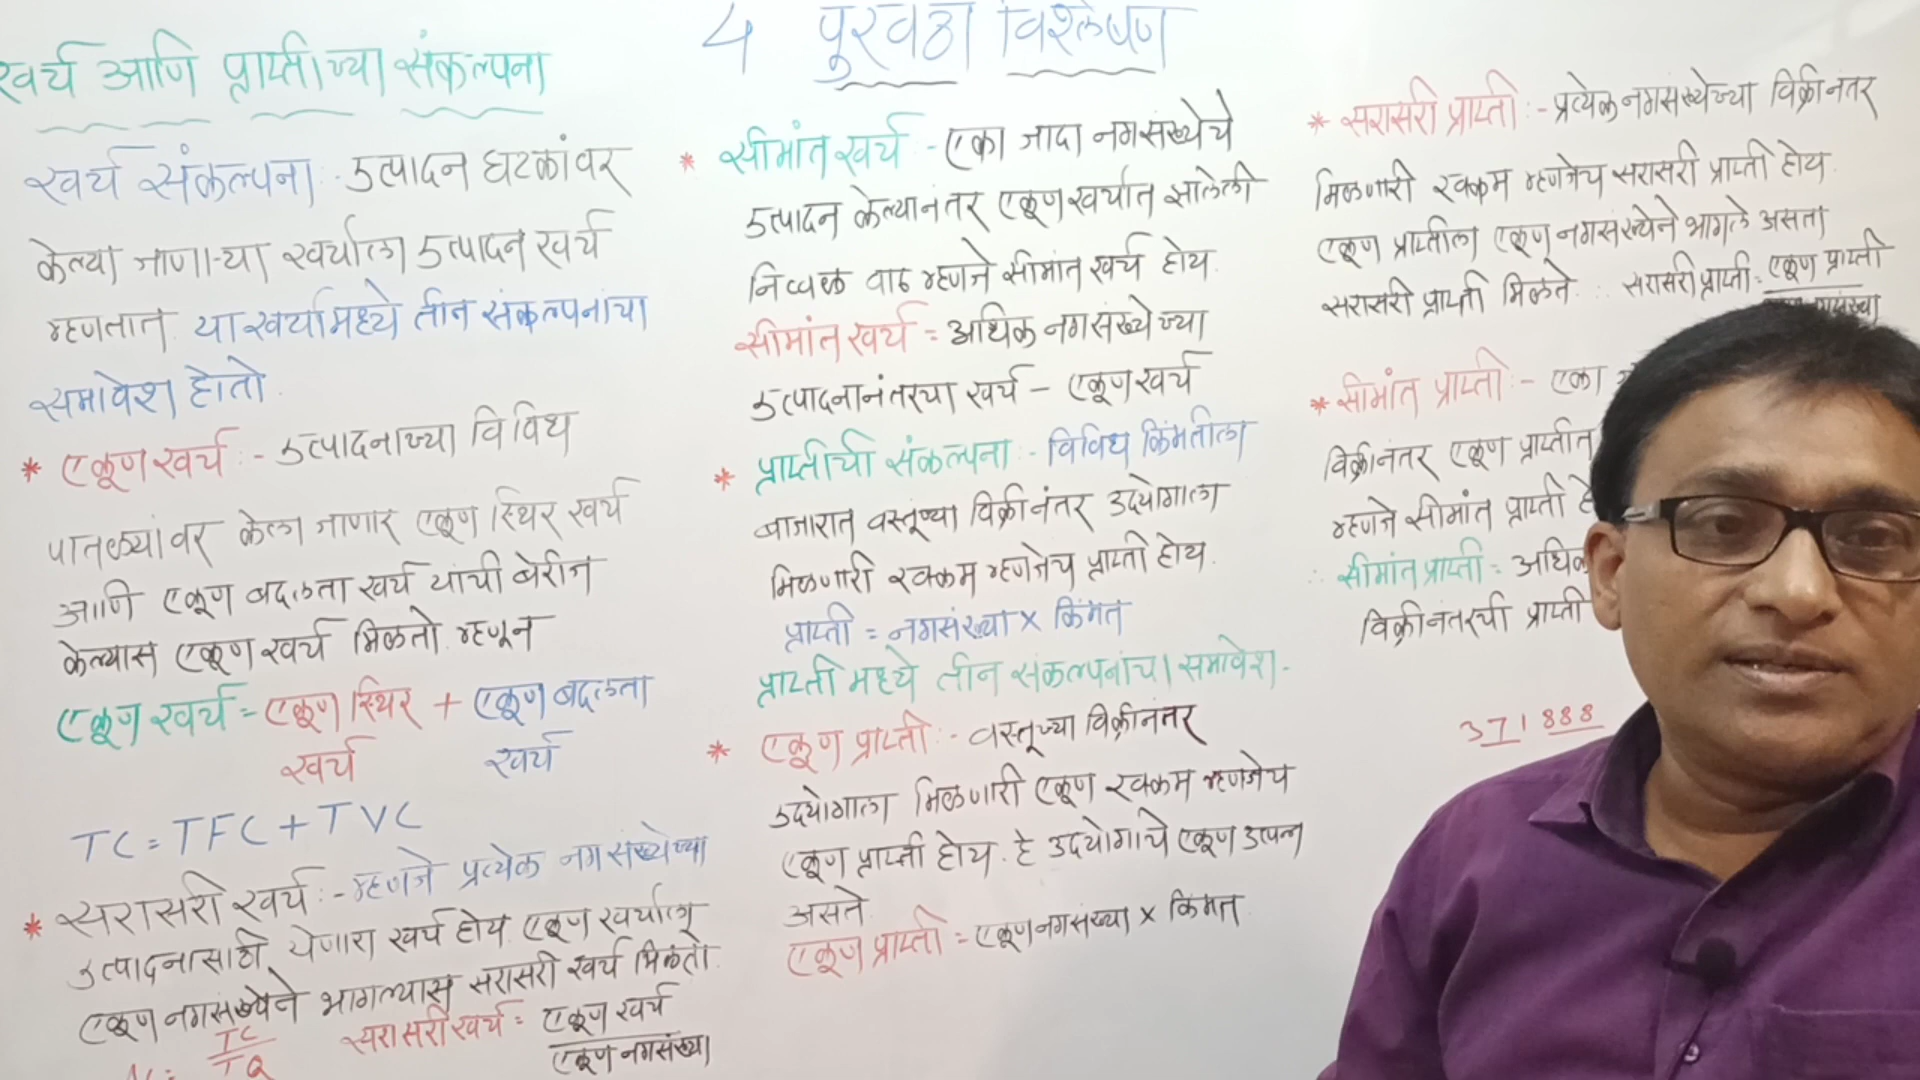 4 पुरवठा विश्लेषण
खर्च आणि प्राप्तीच्या संकल्पना
खर्च संकल्पना :- उत्पादन घटकांवर
केल्या जाणाऱ्या खर्चाला उत्पादन खर्च
म्हणतात या खर्चामध्ये तीन संकल्पनांचा
समावेश होतो.
* एकूण खर्च :- उत्पादनाच्या विविध
पातळ्यांवर केला जाणार एकूण स्थिर खर्च
आणि एकूण बदलता खर्च यांची बेरीज
केल्यास एकूण खर्च मिळतो. म्हणून
एकूण खर्च = एकूण स्थिर + एकूण बदलता
खर्च खर्च
TC = TFC + TVC
* सरासरी खर्च :- म्हणजे प्रत्येक नगसंख्येच्या
उत्पादनासाठी येणारा खर्च होय. एकूण खर्चाला
एकूण नगसंख्येने भागल्यास सरासरी खर्च मिळतो.
TC सरासरी खर्च = एकूण खर्च
TQ एकूण नगसंख्या
* सीमांत खर्च - एका जादा नगसंख्येचे
उत्पादन केल्यानंतर एकूण खर्चात झालेली
निव्वळ वाढ म्हणजे सीमांत खर्च होय.
सीमांत खर्च = अधिक नगसंख्येच्या
उत्पादनानंतरचा खर्च - एकूण खर्च
* प्राप्तीची संकल्पना :- विविध किंमतीला
बाजारात वस्तूच्या विक्रीनंतर उद्योगाला
मिळणारी रक्कम म्हणजेच प्राप्ती होय.
प्राप्ती = नगसंख्या x किंमत
प्राप्ती मध्ये तीन संकल्पनांचा समावेश.-
* एकूण प्राप्ती :- वस्तूच्या विक्रीनंतर
उद्योगाला मिळणारी एकूण रक्कम म्हणजेच
एकूण प्राप्ती होय. हे उद्योगाचे एकूण उत्पन्न
असते.
एकूण प्राप्ती = एकूण नगसंख्या x किंमत
* सरासरी प्राप्ती :- प्रत्येक नगसंख्येच्या विक्रीनंतर
मिळणारी रक्कम म्हणजेच सरासरी प्राप्ती होय.
एकूण प्राप्तीला एकूण नगसंख्येने भागले असता
सरासरी प्राप्ती मिळते ∴ सरासरी प्राप्ती = एकूण प्राप्ती
* सीमांत प्राप्ती :- एका
विक्रीनंतर एकूण प्राप्तीत
म्हणजे सीमांत प्राप्ती
∴ सीमांत प्राप्ती = अधिक
विक्रीनंतरची प्राप्ती
371888